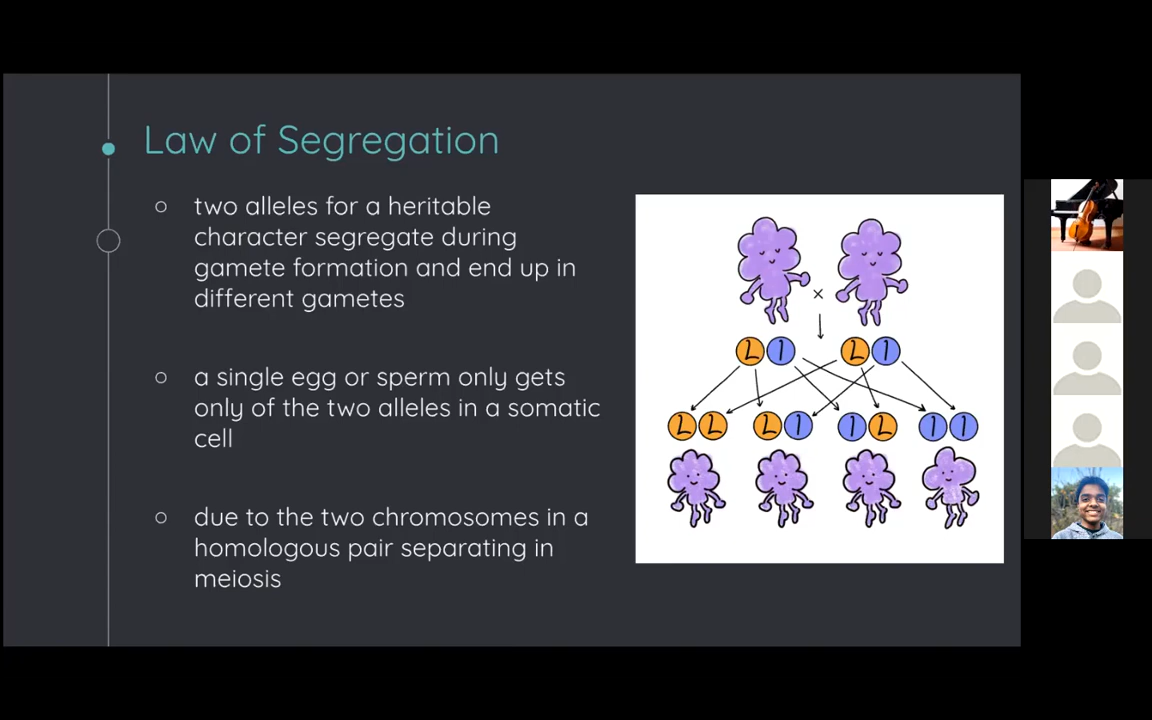 Law of Segregation
two alleles for a heritable
character segregate during
gamete formation and end up in
different gametes
a single egg or sperm only gets
only of the two alleles in a somatic
cell
due to the two chromosomes in a
homologous pair separating in
meiosis
×
L l L l
L L L l l L l l